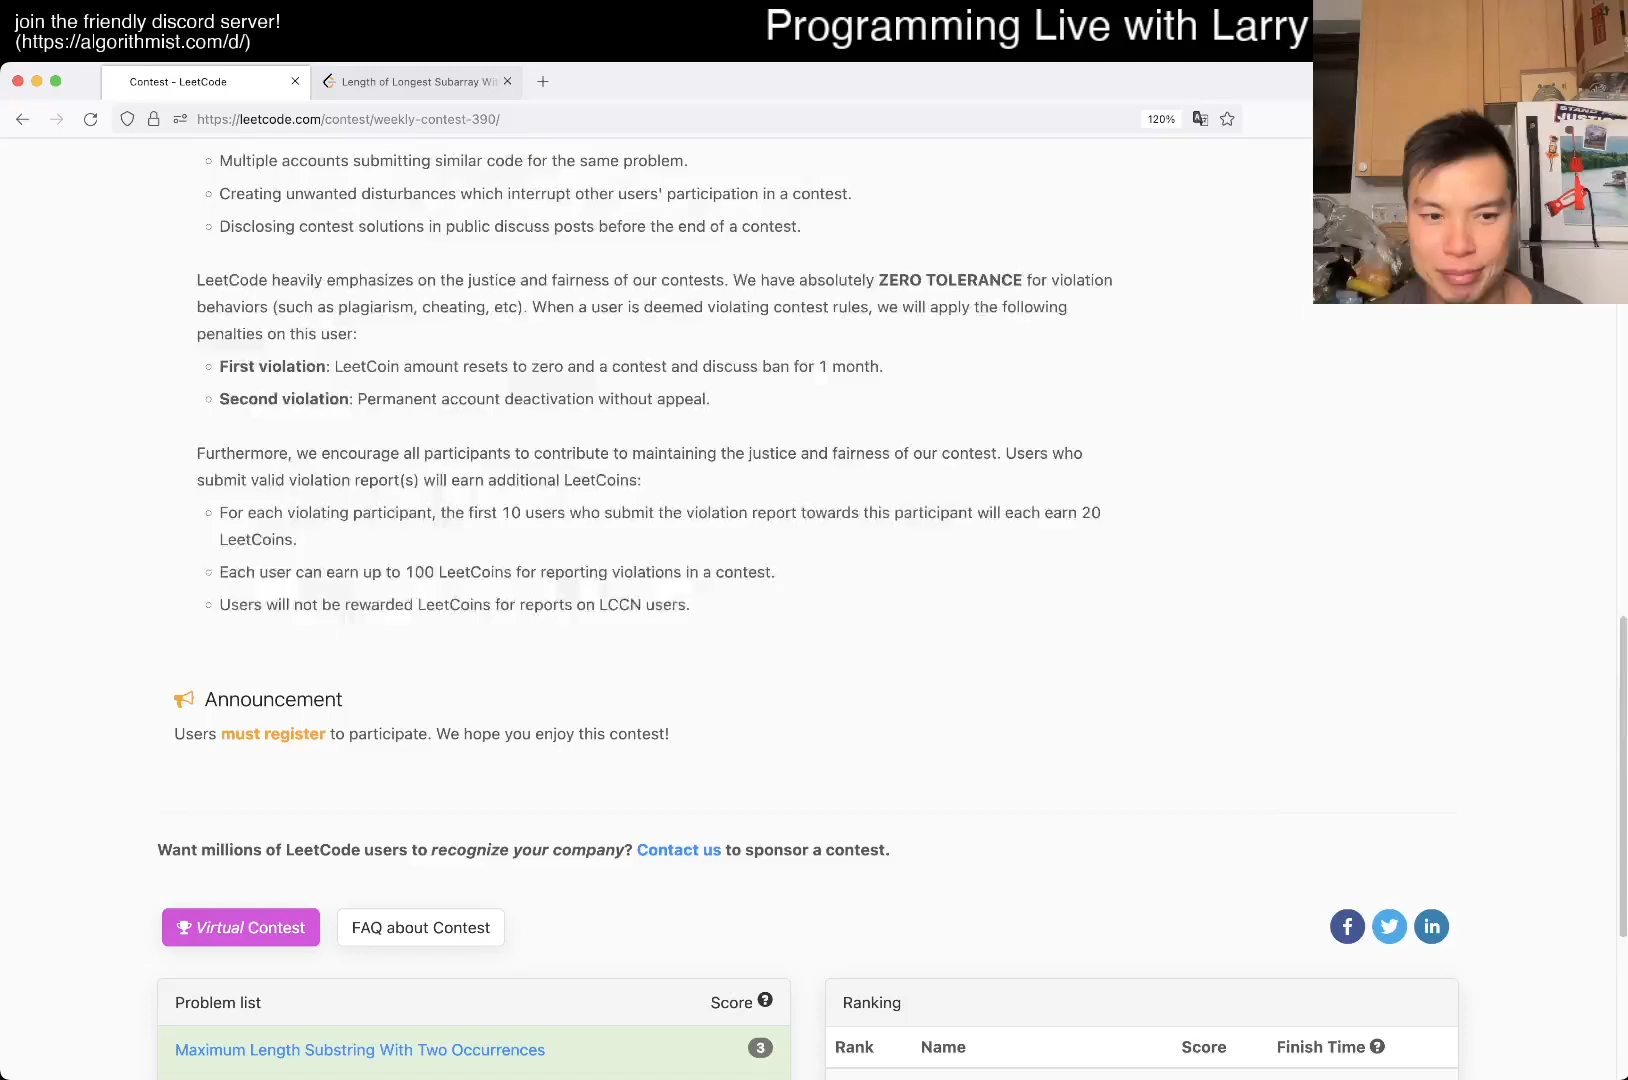 join the friendly discord server!
(https://algorithmist.com/d/)
Programming Live with Larry
Contest - LeetCode
Length of Longest Subarray Wit
https://leetcode.com/contest/weekly-contest-390/
120%
Multiple accounts submitting similar code for the same problem.
Creating unwanted disturbances which interrupt other users' participation in a contest.
Disclosing contest solutions in public discuss posts before the end of a contest.
LeetCode heavily emphasizes on the justice and fairness of our contests. We have absolutely ZERO TOLERANCE for violation
behaviors (such as plagiarism, cheating, etc). When a user is deemed violating contest rules, we will apply the following
penalties on this user:
First violation: LeetCoin amount resets to zero and a contest and discuss ban for 1 month.
Second violation: Permanent account deactivation without appeal.
Furthermore, we encourage all participants to contribute to maintaining the justice and fairness of our contest. Users who
submit valid violation report(s) will earn additional LeetCoins:
For each violating participant, the first 10 users who submit the violation report towards this participant will each earn 20
LeetCoins.
Each user can earn up to 100 LeetCoins for reporting violations in a contest.
Users will not be rewarded LeetCoins for reports on LCCN users.
Announcement
Users must register to participate. We hope you enjoy this contest!
Want millions of LeetCode users to recognize your company? Contact us to sponsor a contest.
Virtual Contest
FAQ about Contest
Problem list
Score
Ranking
Maximum Length Substring With Two Occurrences
3
Rank
Name
Score
Finish Time